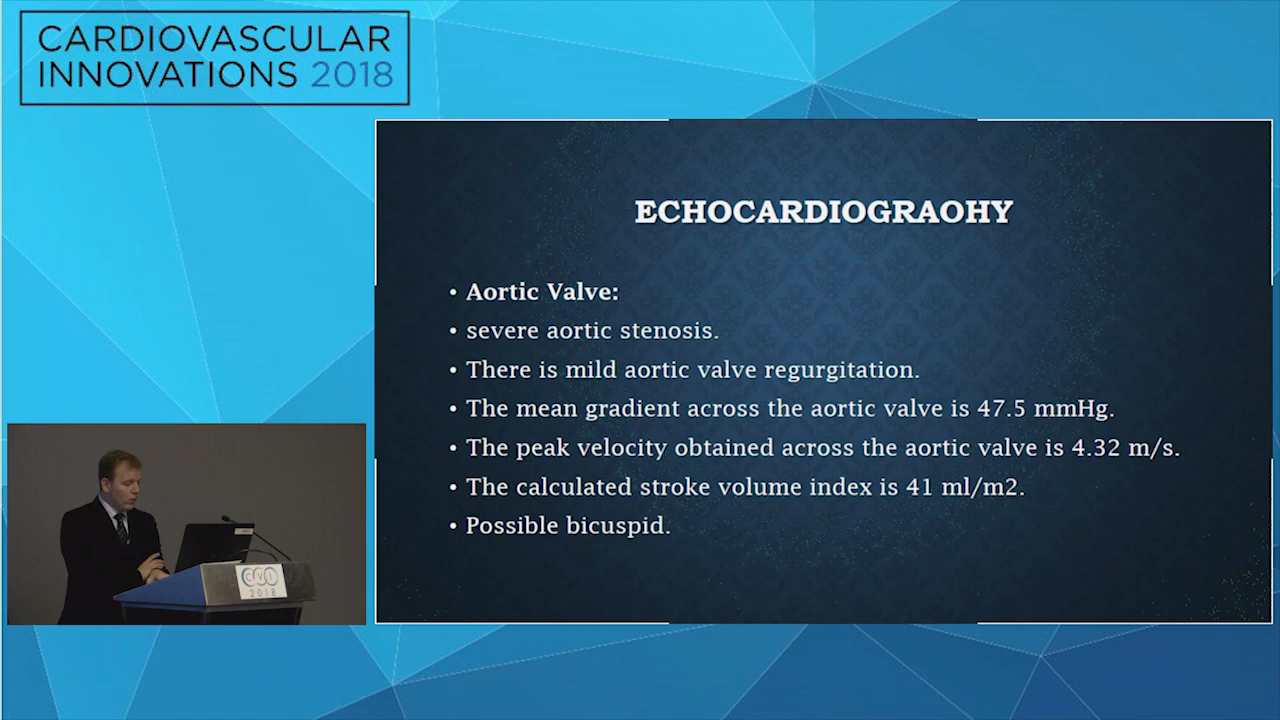 CARDIOVASCULAR
INNOVATIONS 2018
ECHOCARDIOGRAOHY
• Aortic Valve:
• severe aortic stenosis.
• There is mild aortic valve regurgitation.
• The mean gradient across the aortic valve is 47.5 mmHg.
• The peak velocity obtained across the aortic valve is 4.32 m/s.
• The calculated stroke volume index is 41 ml/m2.
• Possible bicuspid.
CVI
2018